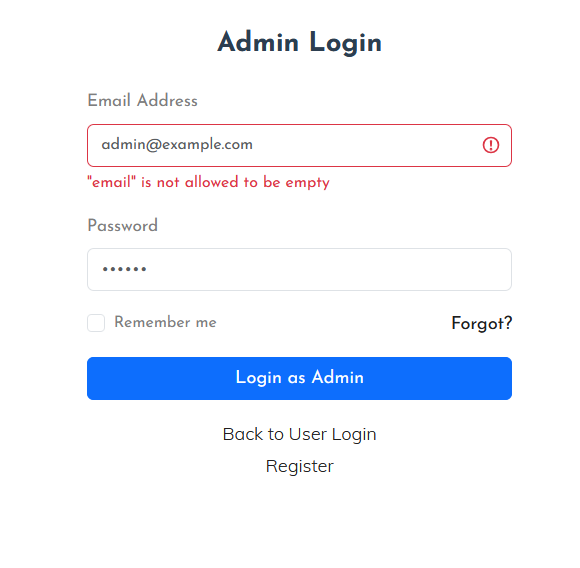 Admin Login
Email Address
admin@example.com
"email" is not allowed to be empty
Password
••••••
Remember me Forgot?
Login as Admin
Back to User Login
Register